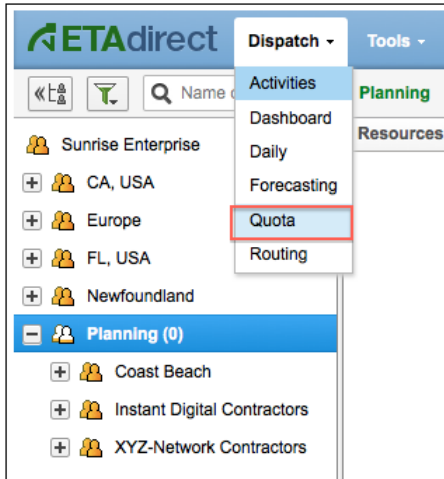 ETAdirect Dispatch Tools
Activities
Name Planning
Dashboard
Resources
Sunrise Enterprise Daily
CA, USA Forecasting
Europe Quota
FL, USA Routing
Newfoundland
Planning (0)
Coast Beach
Instant Digital Contractors
XYZ-Network Contractors